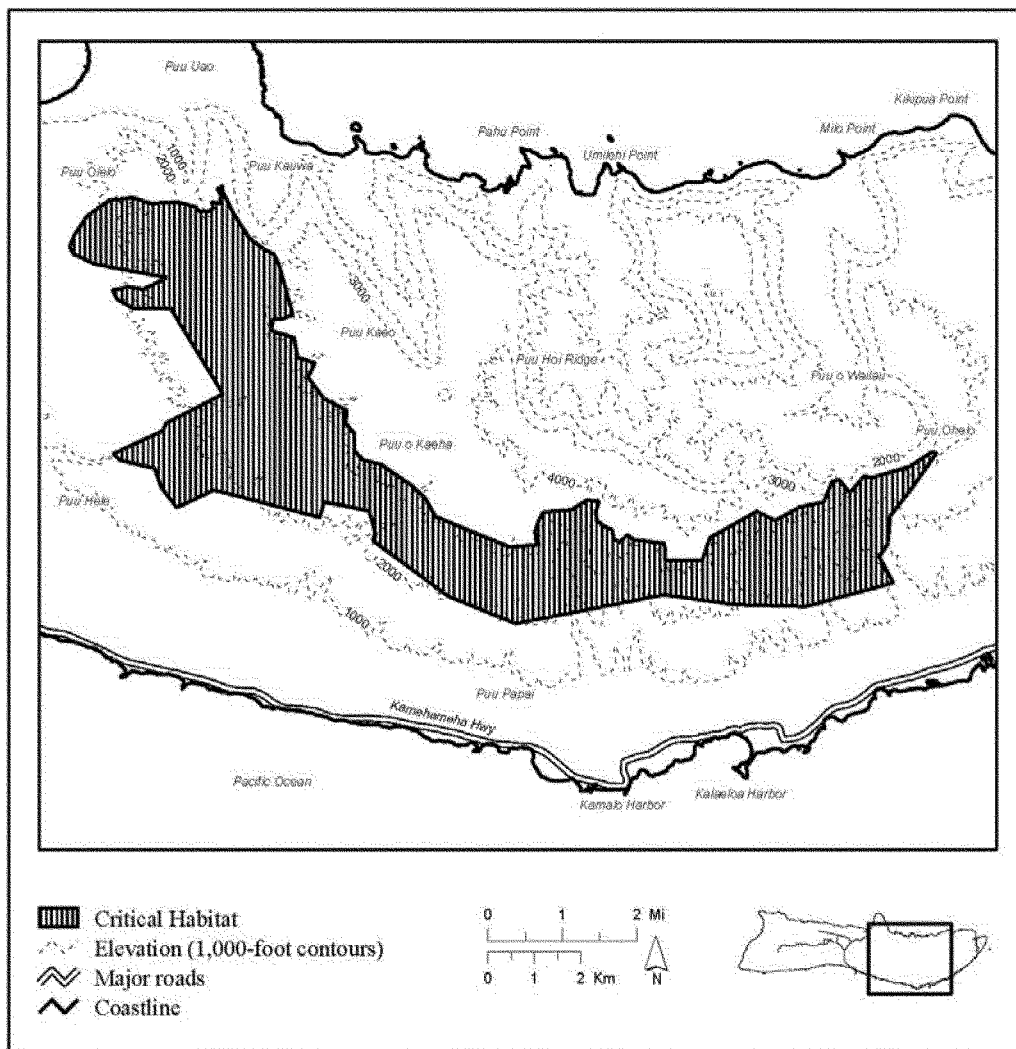 Puu Uao
Kikipua Point
Pahu Point
Milo Point
Umilehi Point
1000
2000
Puu Olelo
Puu Kauwa
3000
Puu Kaeo
Puu Hoi Ridge
Puu o Wailau
Puu Ohelo
Puu o Kaeha
2000
4000
3000
Puu Hele
2000
1000
Puu Papai
Kamehameha Hwy
Pacific Ocean
Kamalo Harbor
Kalaeloa Harbor
Critical Habitat
Elevation (1,000-foot contours)
Major roads
Coastline
0 1 2 Mi
0 1 2 Km
N